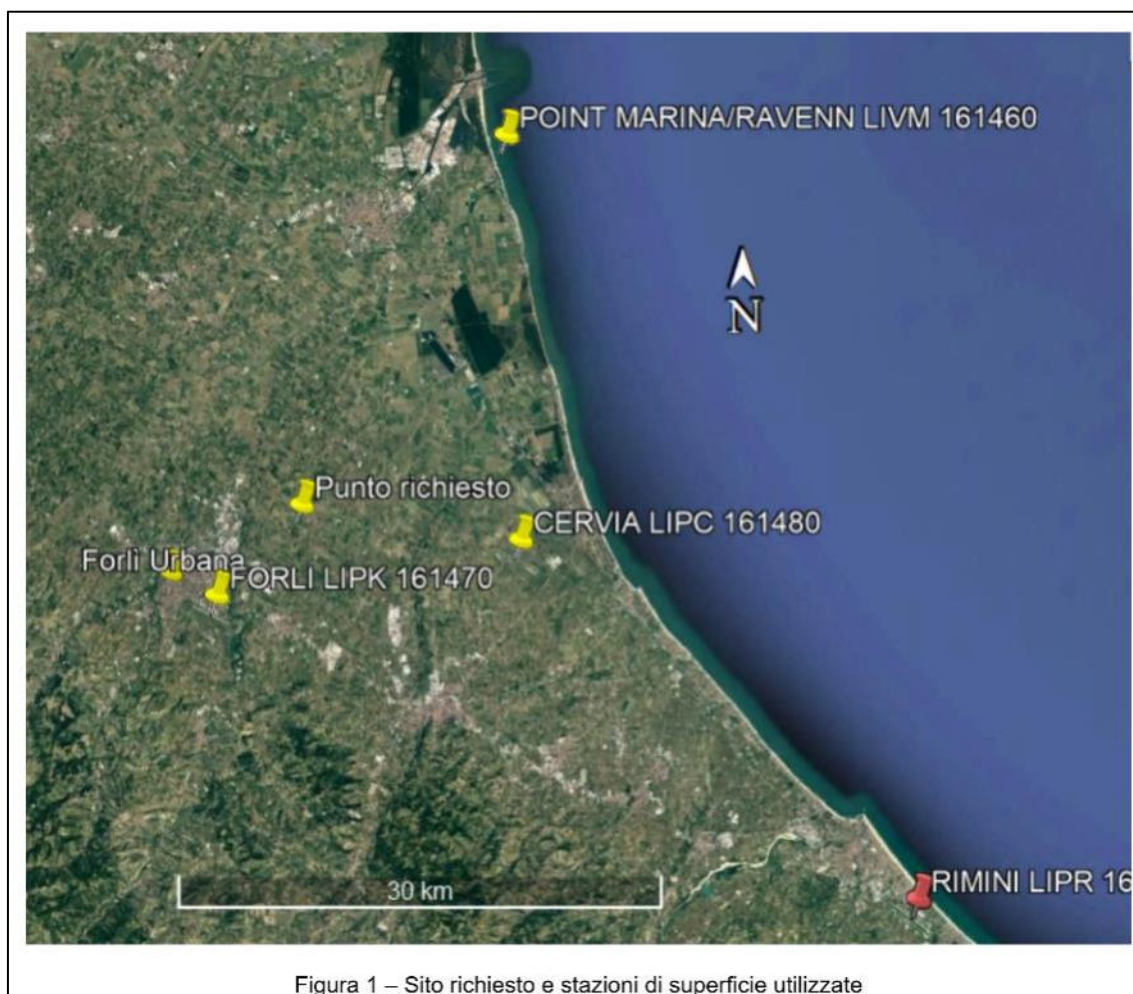 POINT MARINA/RAVENN LIVM 161460
N
Punto richiesto
CERVIA LIPC 161480
Forlì Urbana
FORLI LIPK 161470
30 km
RIMINI LIPR 16
Figura 1 – Sito richiesto e stazioni di superficie utilizzate